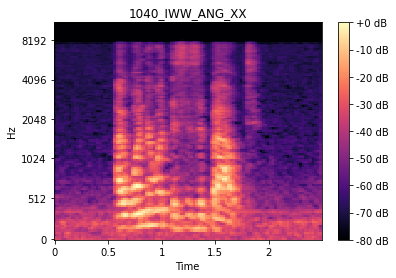 1040_IWW_ANG_XX
+0 dB
8192
-10 dB
4096
-20 dB
-30 dB
2048
Hz
-40 dB
1024
-50 dB
512
-60 dB
-70 dB
0
-80 dB
0 0.5 1 1.5 2
Time